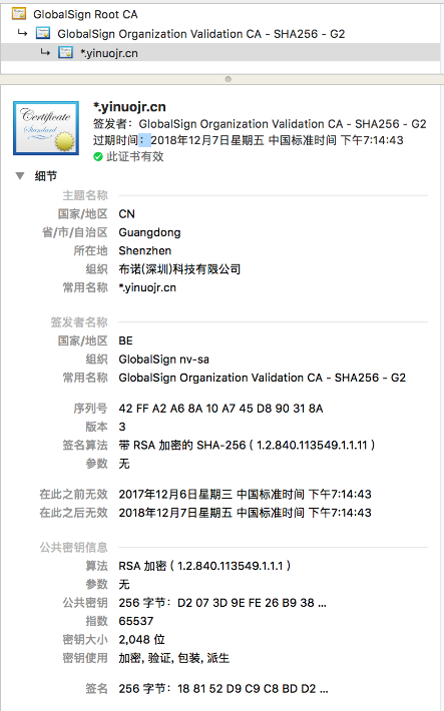 GlobalSign Root CA
GlobalSign Organization Validation CA - SHA256 - G2
*.yinuojr.cn
Certificate
Standard
*.yinuojr.cn
签发者：GlobalSign Organization Validation CA - SHA256 - G2
过期时间：2018年12月7日星期五 中国标准时间 下午7:14:43
此证书有效
细节
主题名称
国家/地区 CN
省/市/自治区 Guangdong
所在地 Shenzhen
组织 布诺(深圳)科技有限公司
常用名称 *.yinuojr.cn
签发者名称
国家/地区 BE
组织 GlobalSign nv-sa
常用名称 GlobalSign Organization Validation CA - SHA256 - G2
序列号 42 FF A2 A6 8A 10 A7 45 D8 90 31 8A
版本 3
签名算法 带 RSA 加密的 SHA-256 ( 1.2.840.113549.1.1.11 )
参数 无
在此之前无效 2017年12月6日星期三 中国标准时间 下午7:14:43
在此之后无效 2018年12月7日星期五 中国标准时间 下午7:14:43
公共密钥信息
算法 RSA 加密 ( 1.2.840.113549.1.1.1 )
参数 无
公共密钥 256 字节：D2 07 3D 9E FE 26 B9 38 ...
指数 65537
密钥大小 2,048 位
密钥使用 加密, 验证, 包装, 派生
签名 256 字节：18 81 52 D9 C9 C8 BD D2 ...